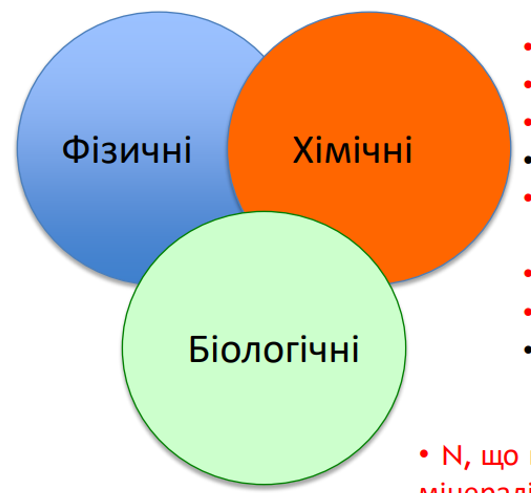 Фізичні
Хімічні
Біологічні
• N, що